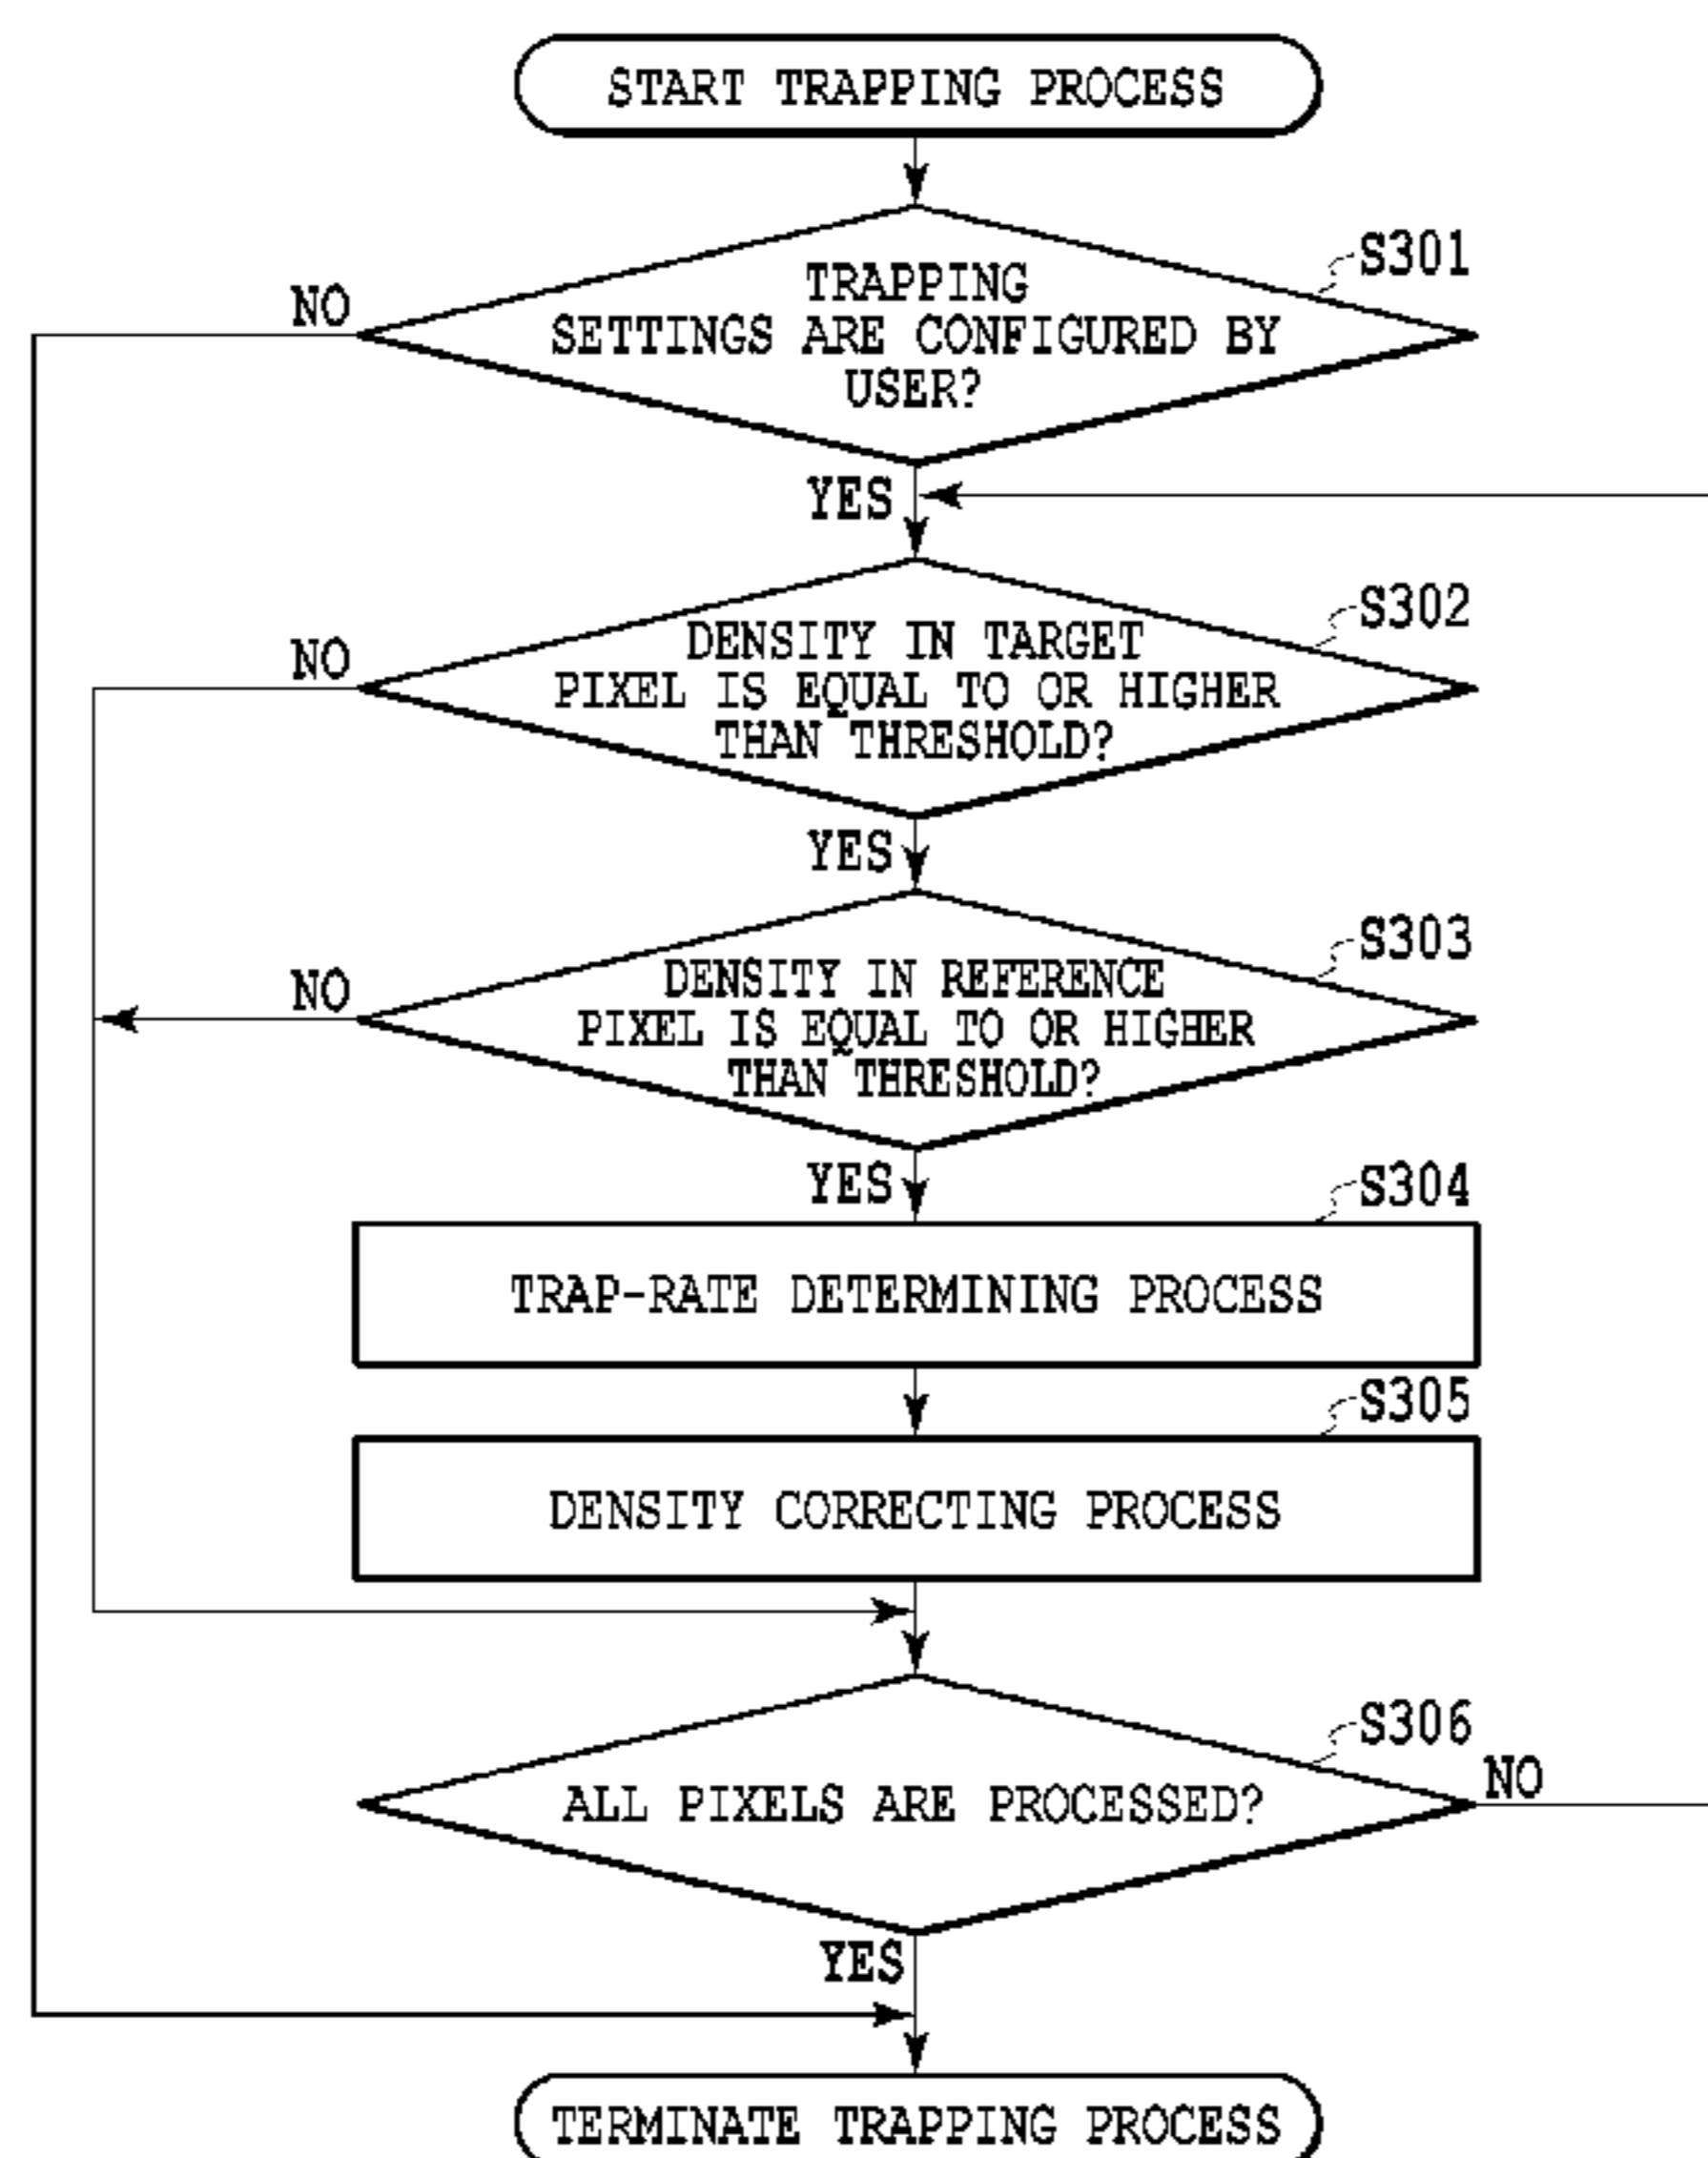 START TRAPPING PROCESS
S301
TRAPPING
SETTINGS ARE CONFIGURED BY
USER?
NO
YES
S302
DENSITY IN TARGET
PIXEL IS EQUAL TO OR HIGHER
THAN THRESHOLD?
NO
YES
S303
DENSITY IN REFERENCE
PIXEL IS EQUAL TO OR HIGHER
THAN THRESHOLD?
NO
YES
S304
TRAP-RATE DETERMINING PROCESS
S305
DENSITY CORRECTING PROCESS
S306
ALL PIXELS ARE PROCESSED?
NO
YES
TERMINATE TRAPPING PROCESS